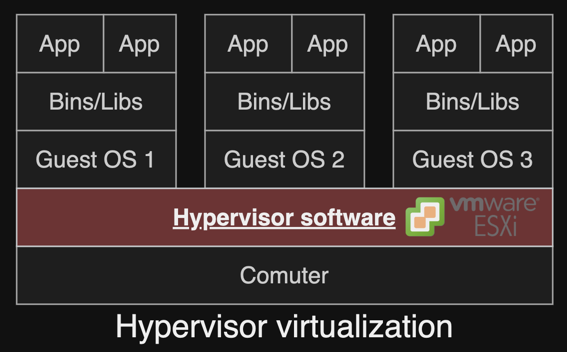 App App App App App App
Bins/Libs Bins/Libs Bins/Libs
Guest OS 1 Guest OS 2 Guest OS 3
Hypervisor software vmware
ESXi
Comuter
Hypervisor virtualization